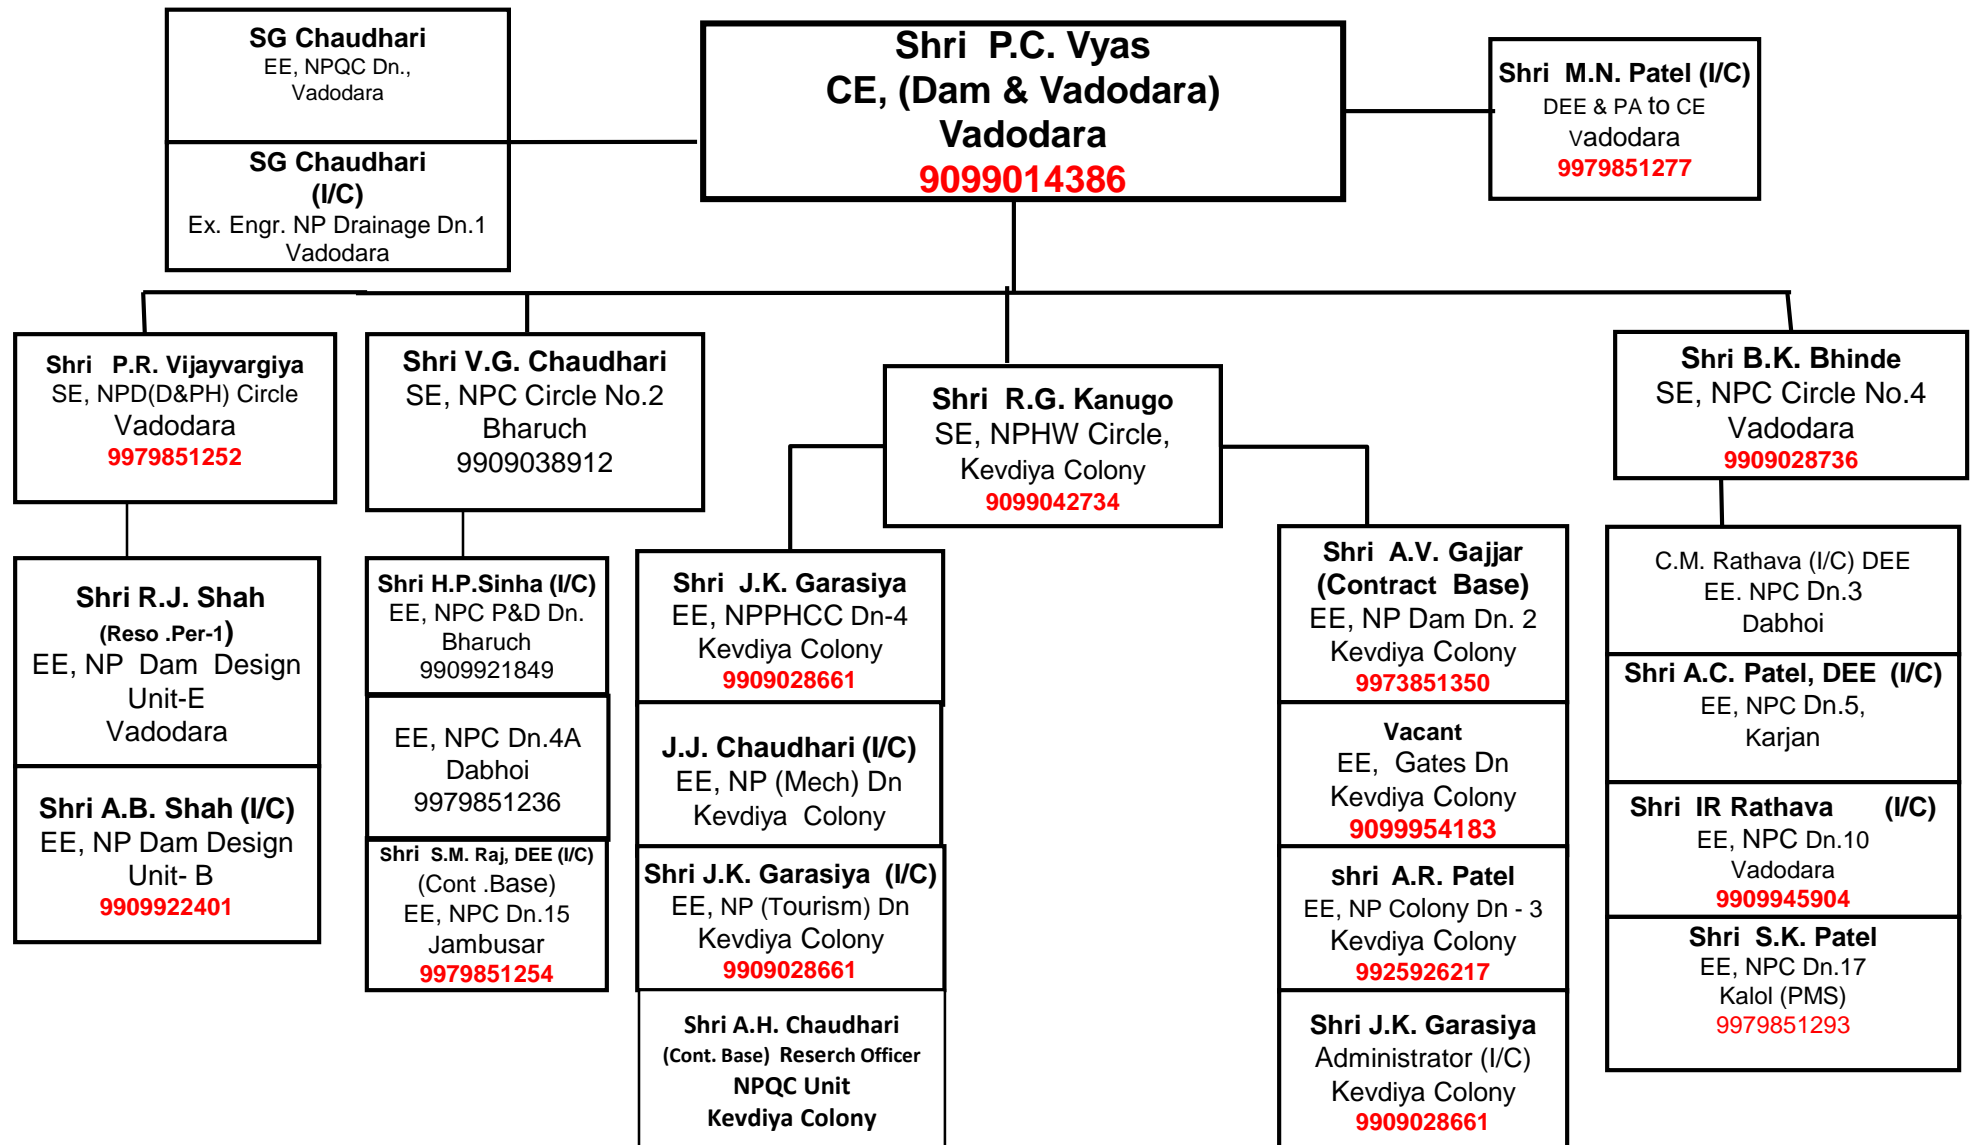 SG Chaudhari
EE, NPQC Dn.,
Vadodara
SG Chaudhari
(I/C)
Ex. Engr. NP Drainage Dn.1
Vadodara
Shri P.C. Vyas
CE, (Dam & Vadodara)
Vadodara
9099014386
Shri M.N. Patel (I/C)
DEE & PA to CE
Vadodara
9979851277
Shri P.R. Vijayvargiya
SE, NPD(D&PH) Circle
Vadodara
9979851252
Shri V.G. Chaudhari
SE, NPC Circle No.2
Bharuch
9909038912
Shri R.G. Kanugo
SE, NPHW Circle,
Kevdiya Colony
9099042734
Shri B.K. Bhinde
SE, NPC Circle No.4
Vadodara
9909028736
Shri R.J. Shah
(Reso .Per-1)
EE, NP Dam Design
Unit-E
Vadodara
Shri A.B. Shah (I/C)
EE, NP Dam Design
Unit- B
9909922401
Shri H.P.Sinha (I/C)
EE, NPC P&D Dn.
Bharuch
9909921849
EE, NPC Dn.4A
Dabhoi
9979851236
Shri S.M. Raj, DEE (I/C)
(Cont .Base)
EE, NPC Dn.15
Jambusar
9979851254
Shri J.K. Garasiya
EE, NPPHCC Dn-4
Kevdiya Colony
9909028661
J.J. Chaudhari (I/C)
EE, NP (Mech) Dn
Kevdiya Colony
Shri J.K. Garasiya (I/C)
EE, NP (Tourism) Dn
Kevdiya Colony
9909028661
Shri A.H. Chaudhari
(Cont. Base) Reserch Officer
NPQC Unit
Kevdiya Colony
Shri A.V. Gajjar
(Contract Base)
EE, NP Dam Dn. 2
Kevdiya Colony
9973851350
Vacant
EE, Gates Dn
Kevdiya Colony
9099954183
shri A.R. Patel
EE, NP Colony Dn - 3
Kevdiya Colony
9925926217
Shri J.K. Garasiya
Administrator (I/C)
Kevdiya Colony
9909028661
C.M. Rathava (I/C) DEE
EE. NPC Dn.3
Dabhoi
Shri A.C. Patel, DEE (I/C)
EE, NPC Dn.5,
Karjan
Shri IR Rathava (I/C)
EE, NPC Dn.10
Vadodara
9909945904
Shri S.K. Patel
EE, NPC Dn.17
Kalol (PMS)
9979851293